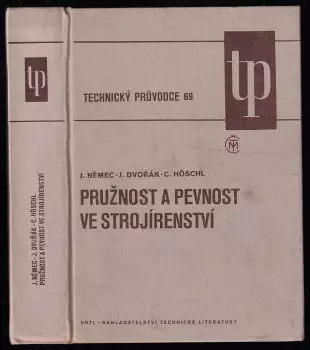 tp
J. NĚMEC - J. DVOŘÁK - C. HÖSCHL
PRUŽNOST A PEVNOST VE STROJÍRENSTVÍ
TECHNICKÝ PRŮVODCE 69
tp
J. NĚMEC - J. DVOŘÁK - C. HÖSCHL
PRUŽNOST A PEVNOST
VE STROJÍRENSTVÍ
SNTL - NAKLADATELSTVÍ TECHNICKÉ LITERATURY